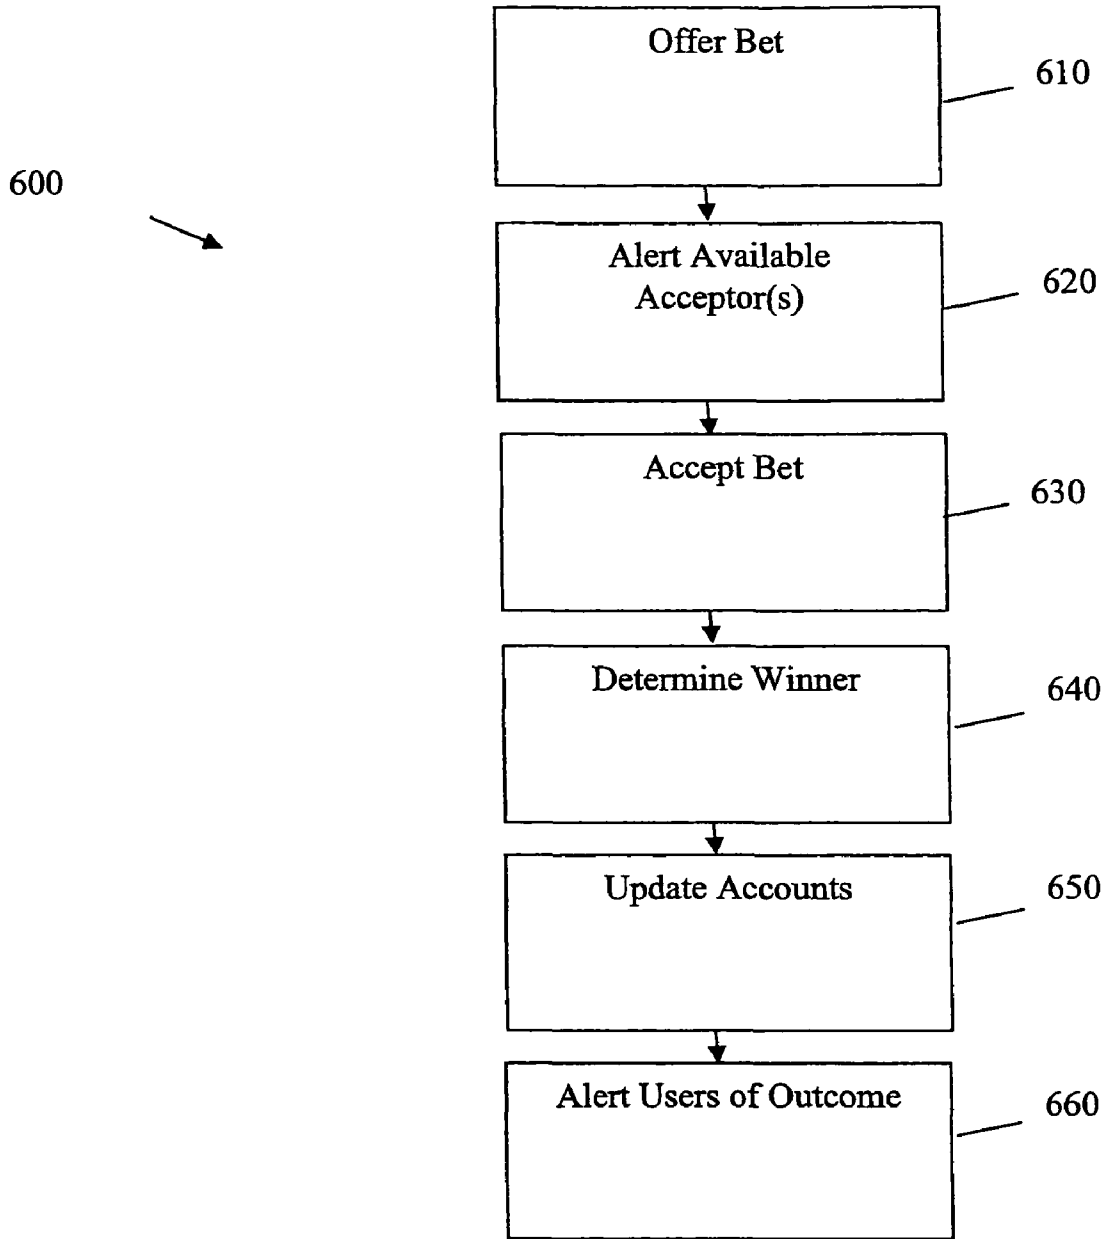 Offer Bet
610
600
Alert Available
Acceptor(s)
620
Accept Bet
630
Determine Winner
640
Update Accounts
650
Alert Users of Outcome
660